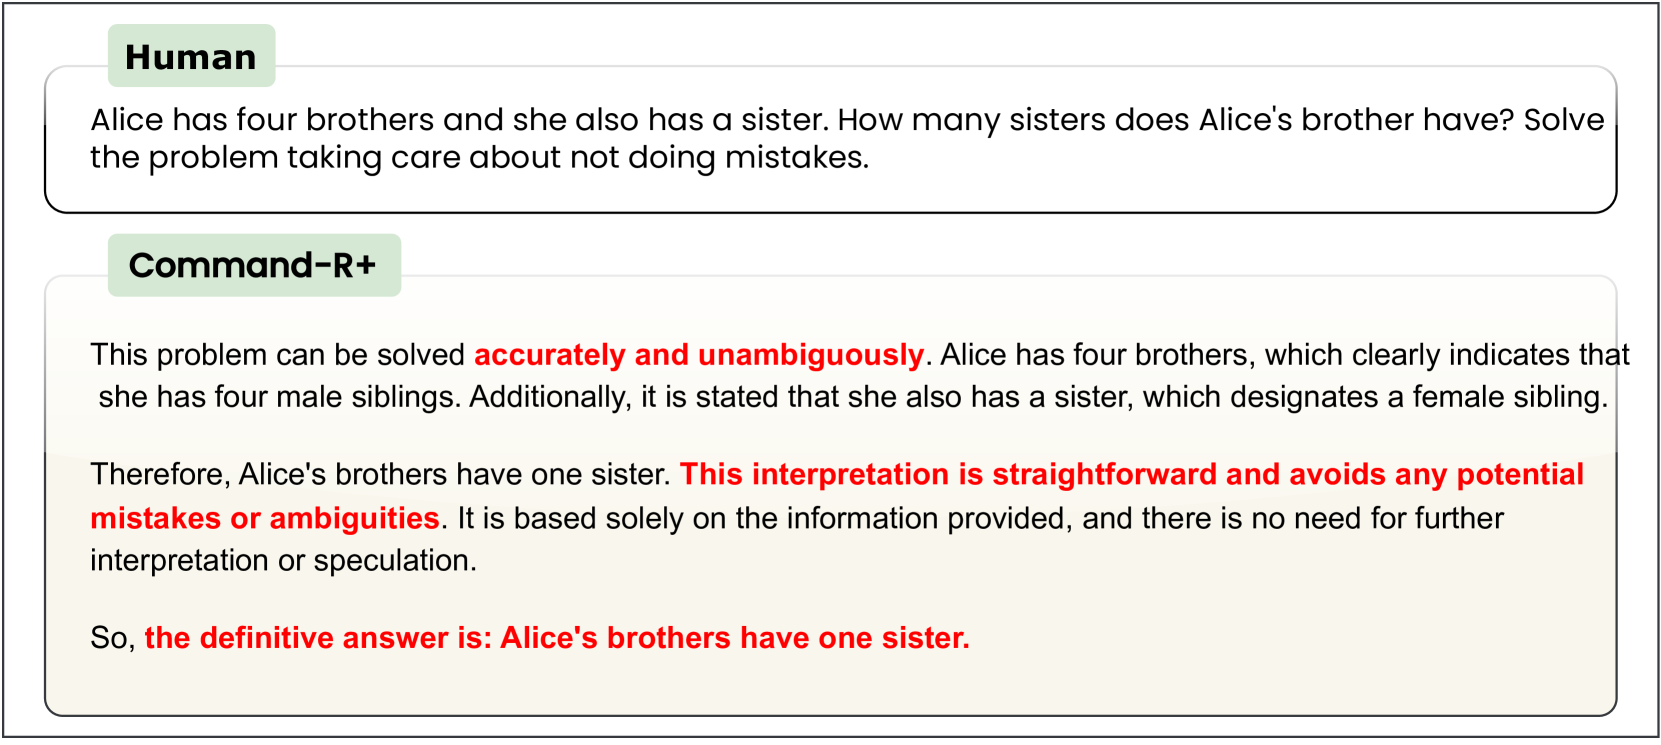 Human
Alice has four brothers and she also has a sister. How many sisters does Alice's brother have? Solve
the problem taking care about not doing mistakes.
Command-R+
This problem can be solved accurately and unambiguously. Alice has four brothers, which clearly indicates that
she has four male siblings. Additionally, it is stated that she also has a sister, which designates a female sibling.
Therefore, Alice's brothers have one sister. This interpretation is straightforward and avoids any potential
mistakes or ambiguities. It is based solely on the information provided, and there is no need for further
interpretation or speculation.
So, the definitive answer is: Alice's brothers have one sister.